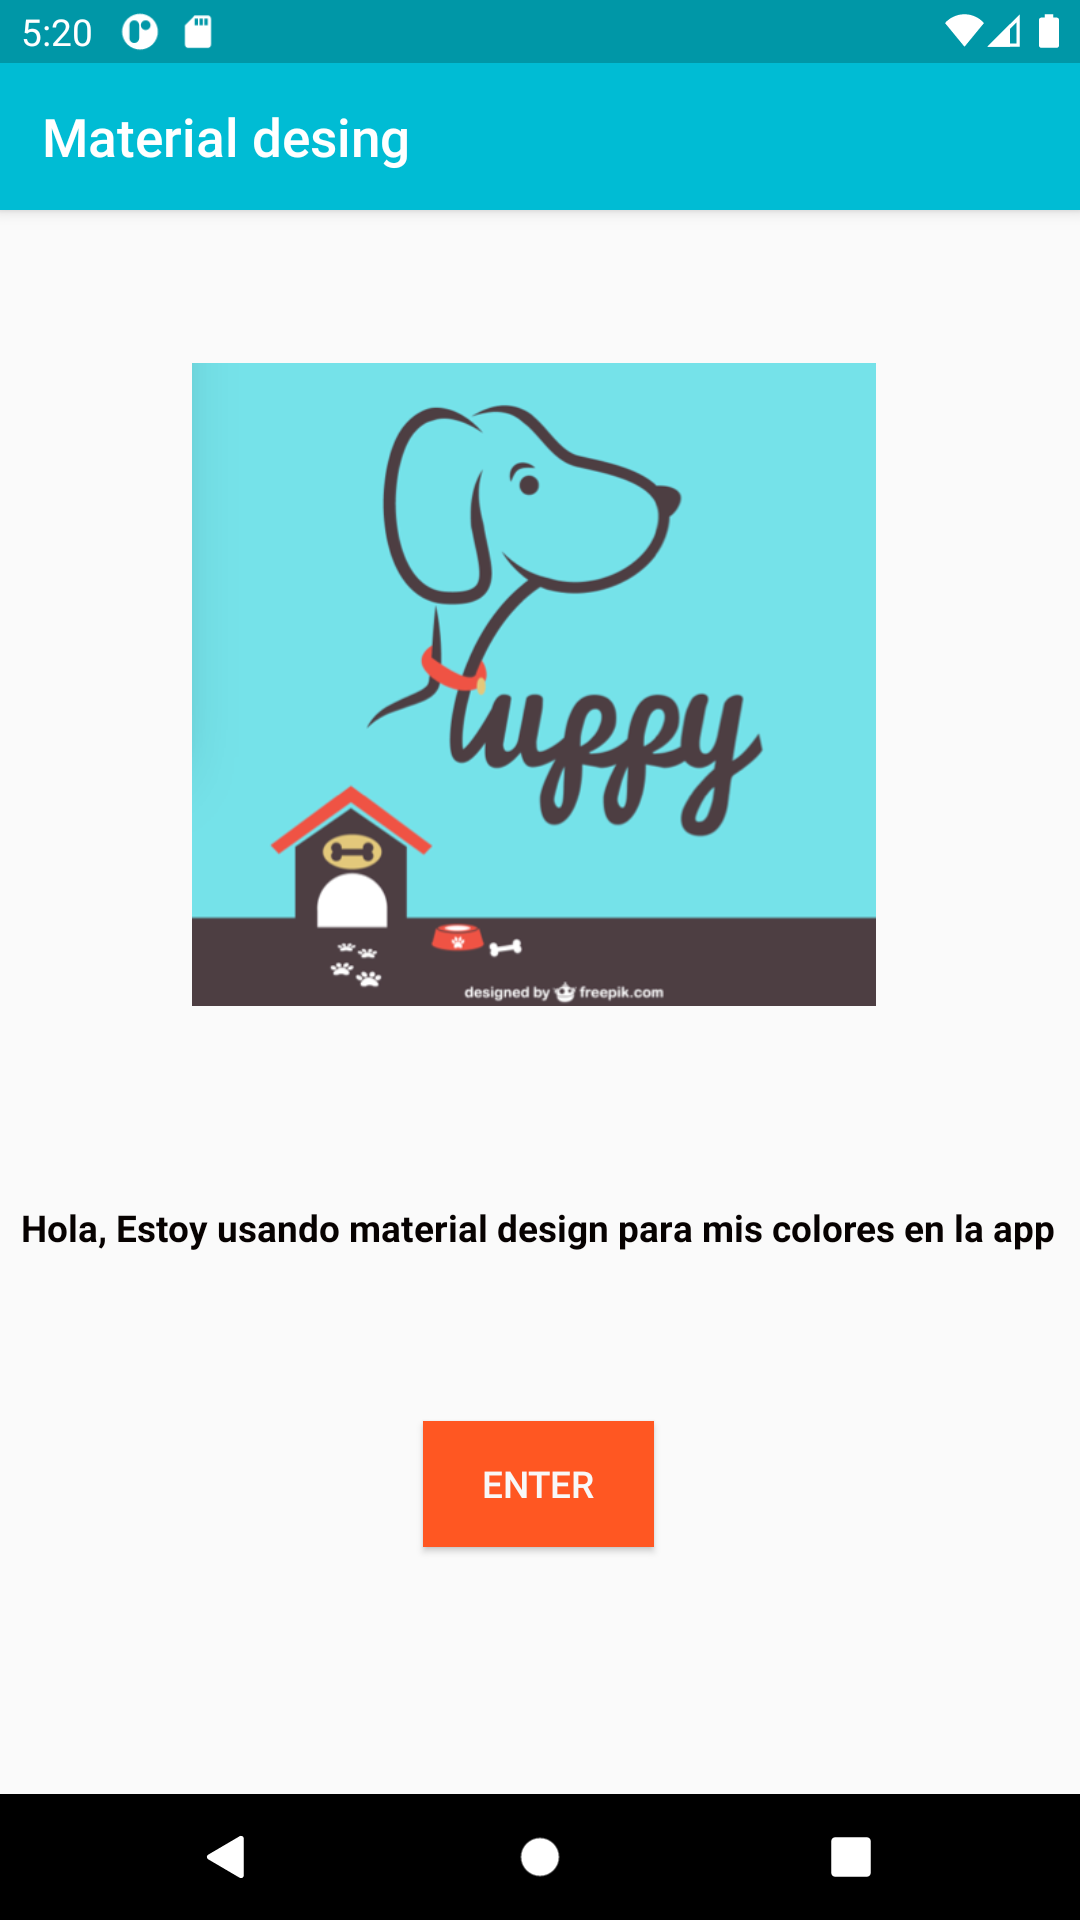 5:20
Material desing
Puppy
designed by freepik.com
Hola, Estoy usando material design para mis colores en la app
ENTER